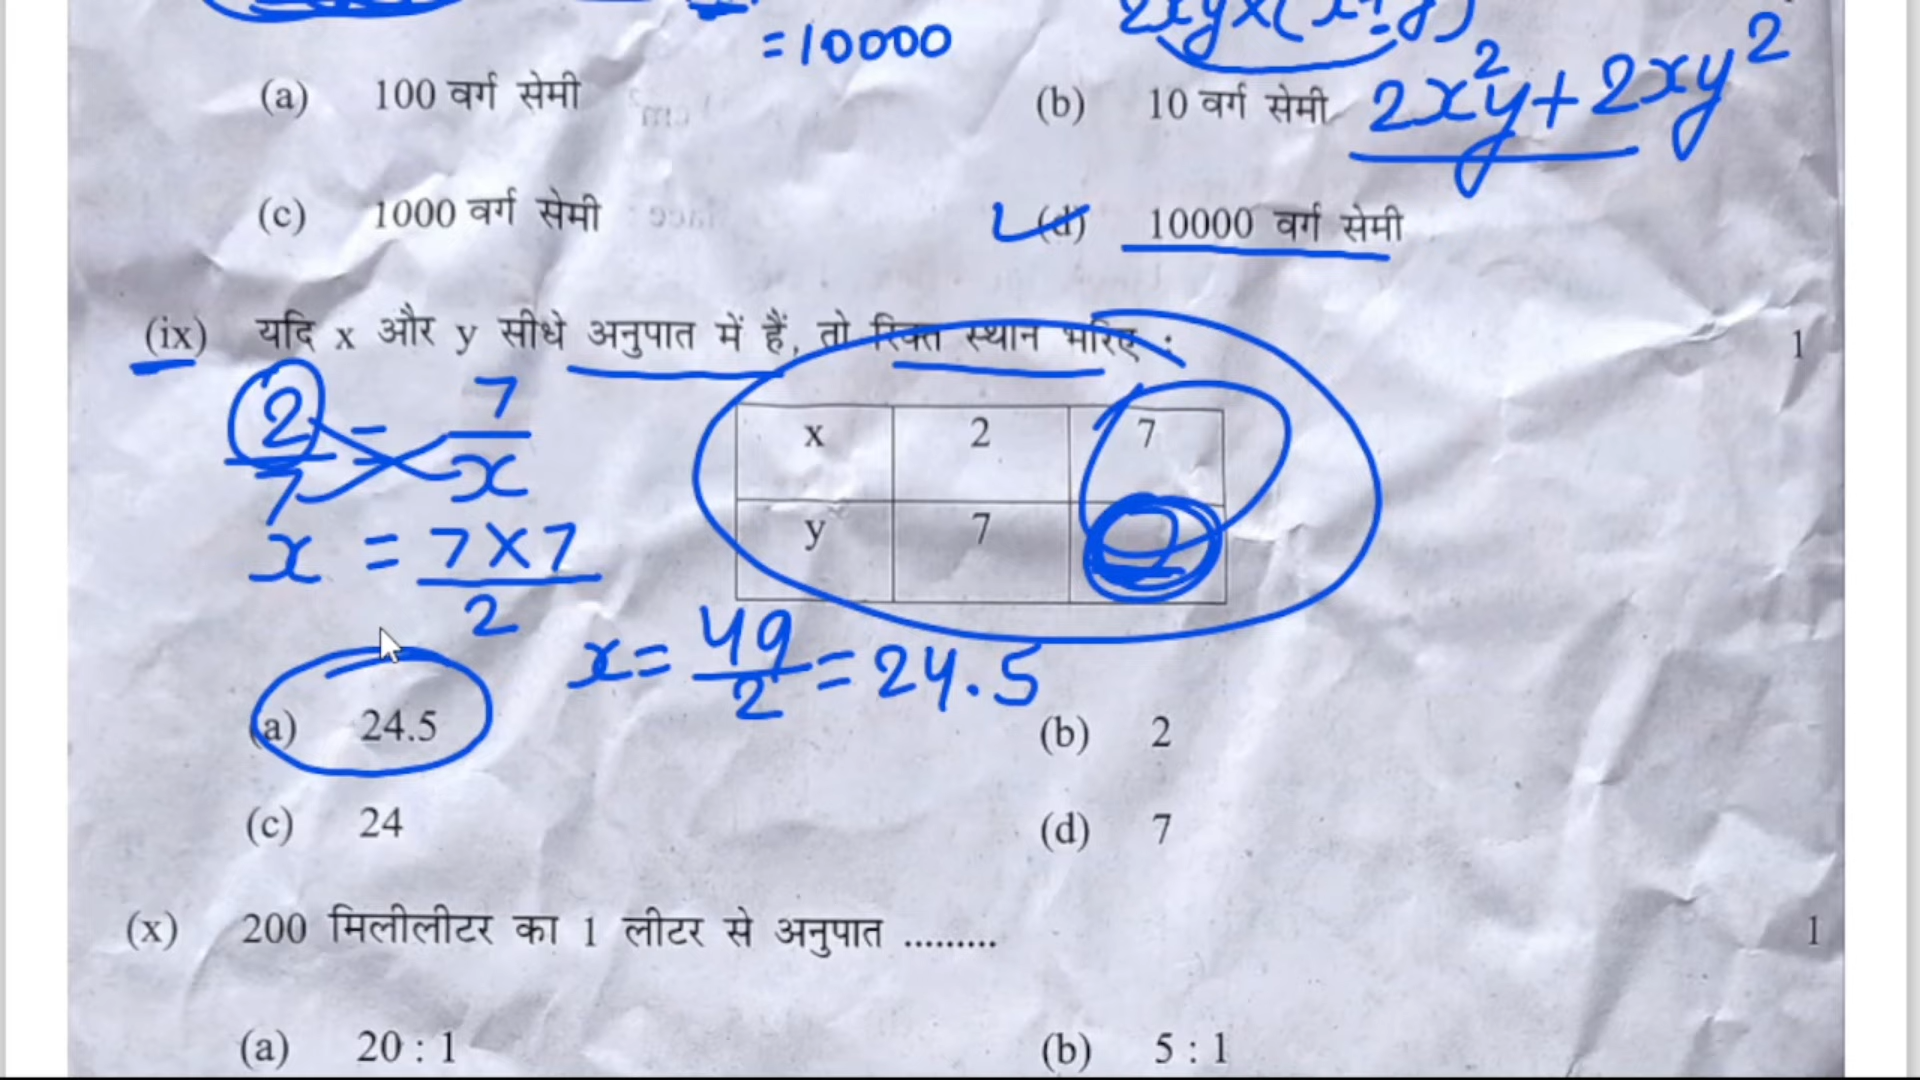 = 10000
2xy×(x+y)
(a) 100 वर्ग सेमी
(b) 10 वर्ग सेमी
2x²y + 2xy²
(c) 1000 वर्ग सेमी
(d) 10000 वर्ग सेमी
(ix) यदि x और y सीधे अनुपात में हैं, तो रिक्त स्थान भरिए : 1
2/7 = 7/x
x 2 7
y 7
x = 7×7/2
x = 49/2 = 24.5
(a) 24.5
(b) 2
(c) 24
(d) 7
(x) 200 मिलीलीटर का 1 लीटर से अनुपात ......... 1
(a) 20 : 1
(b) 5 : 1